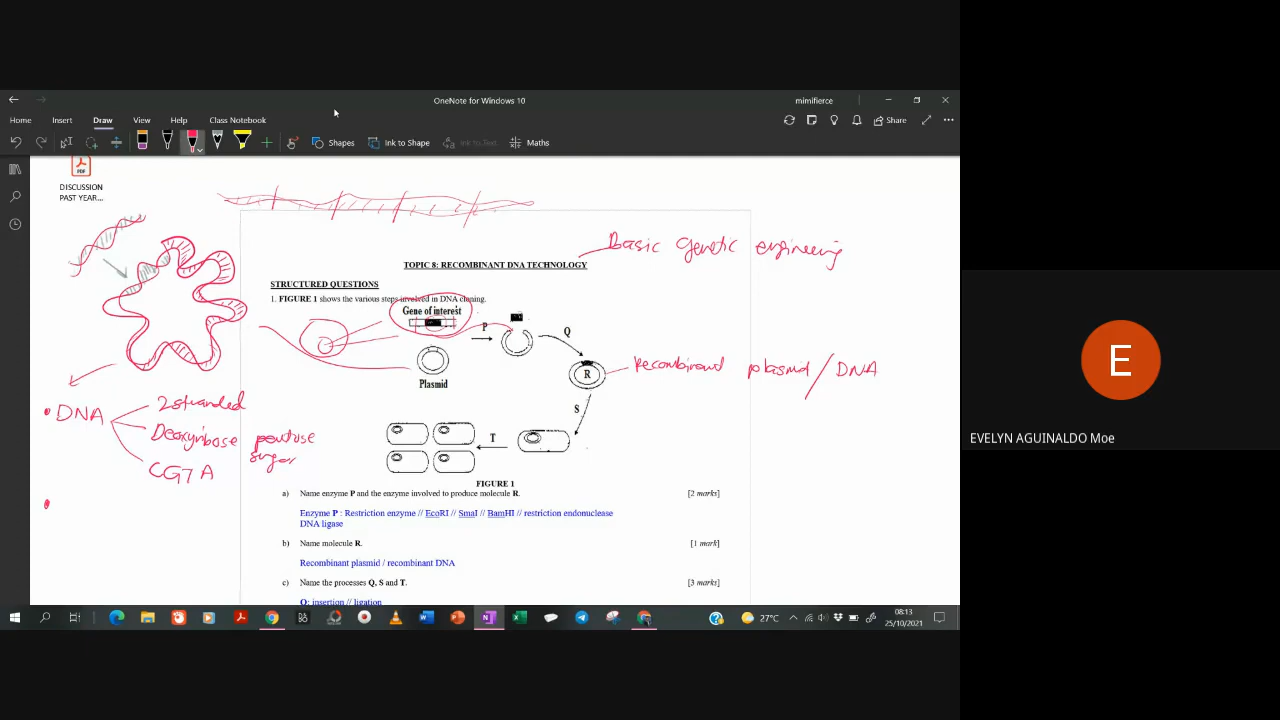 OneNote for Windows 10
mimifierce
Home Insert Draw View Help Class Notebook
Share
Shapes Ink to Shape Ink to Text Maths
PDF
DISCUSSION
PAST YEAR...
Basic Genetic engineering
TOPIC 8: RECOMBINANT DNA TECHNOLOGY
STRUCTURED QUESTIONS
1. FIGURE 1 shows the various steps involved in DNA cloning.
Gene of interest
P
Q
Plasmid
R
recombinant plasmid / DNA
S
T
DNA
2 stranded
Deoxyribose pentose
sugar
CGTA
FIGURE 1
a) Name enzyme P and the enzyme involved to produce molecule R. [2 marks]
Enzyme P : Restriction enzyme // EcoRI // SmaI // BamHI // restriction endonuclease
DNA ligase
b) Name molecule R. [1 mark]
Recombinant plasmid / recombinant DNA
c) Name the processes Q, S and T. [3 marks]
Q: insertion // ligation
E
EVELYN AGUINALDO Moe
27°C
08:13
25/10/2021